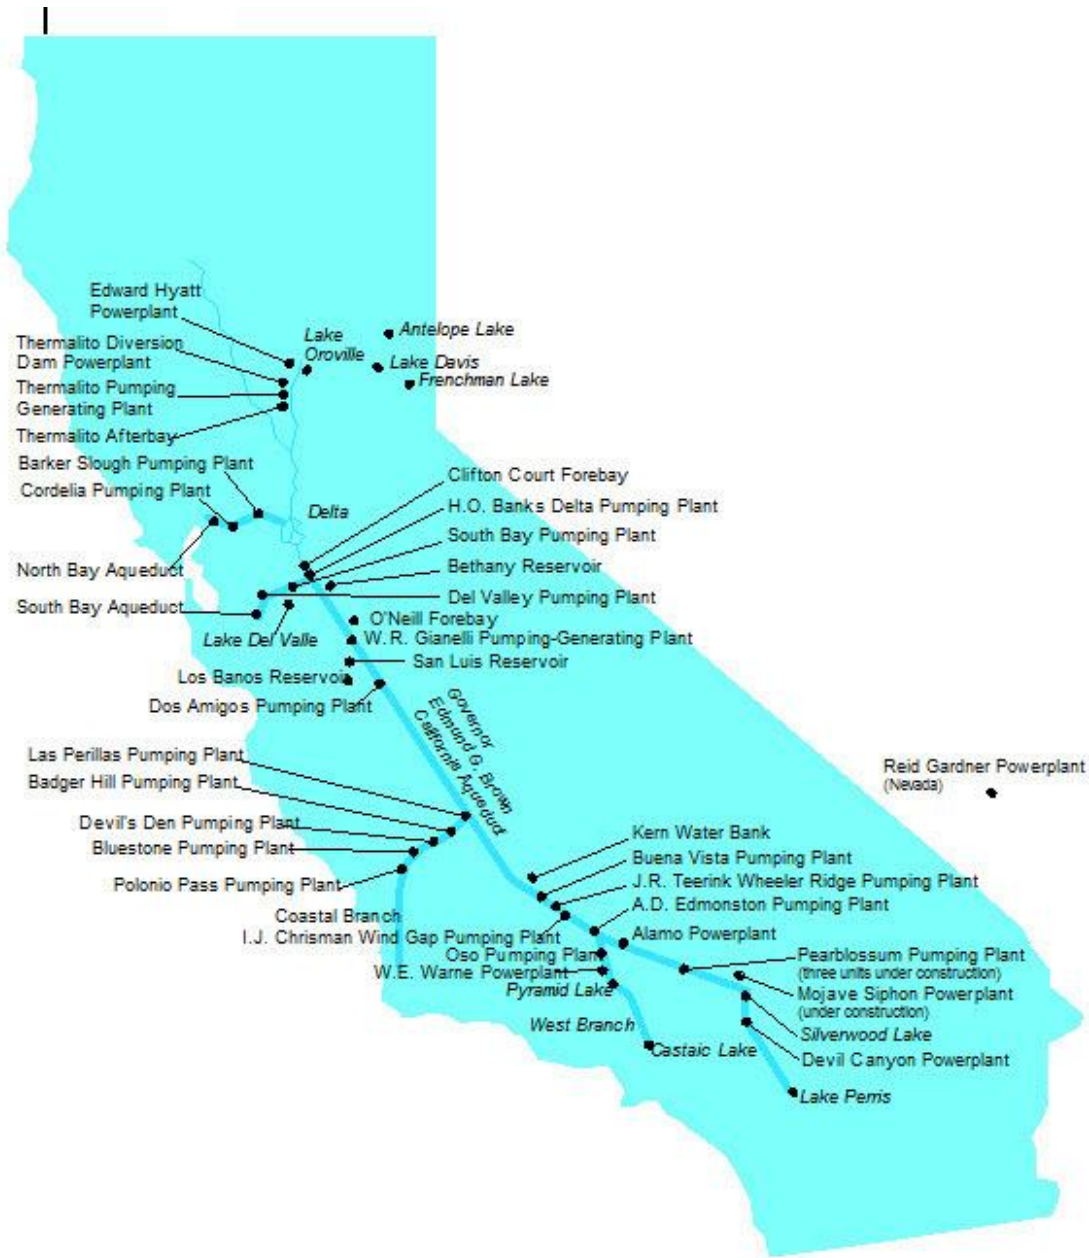 Edward Hyatt
Powerplant
Thermalito Diversion
Dam Powerplant
Thermalito Pumping
Generating Plant
Thermalito Afterbay
Barker Slough Pumping Plant
Cordelia Pumping Plant
Lake
Oroville
Antelope Lake
Lake Davis
Frenchman Lake
Delta
Clifton Court Forebay
H.O. Banks Delta Pumping Plant
South Bay Pumping Plant
Bethany Reservoir
Del Valley Pumping Plant
North Bay Aqueduct
South Bay Aqueduct
Lake Del Valle
O'Neill Forebay
W.R. Gianelli Pumping-Generating Plant
San Luis Reservoir
Los Banos Reservoir
Dos Amigos Pumping Plant
Governor
Edmund G. Brown
California Aqueduct
Las Perillas Pumping Plant
Badger Hill Pumping Plant
Devil's Den Pumping Plant
Bluestone Pumping Plant
Polonio Pass Pumping Plant
Coastal Branch
I.J. Chrisman Wind Gap Pumping Plant
Oso Pumping Plant
W.E. Warne Powerplant
Pyramid Lake
West Branch
Castaic Lake
Reid Gardner Powerplant
(Nevada)
Kern Water Bank
Buena Vista Pumping Plant
J.R. Teerink Wheeler Ridge Pumping Plant
A.D. Edmonston Pumping Plant
Alamo Powerplant
Pearblossum Pumping Plant
(three units under construction)
Mojave Siphon Powerplant
(under construction)
Silverwood Lake
Devil Canyon Powerplant
Lake Perris